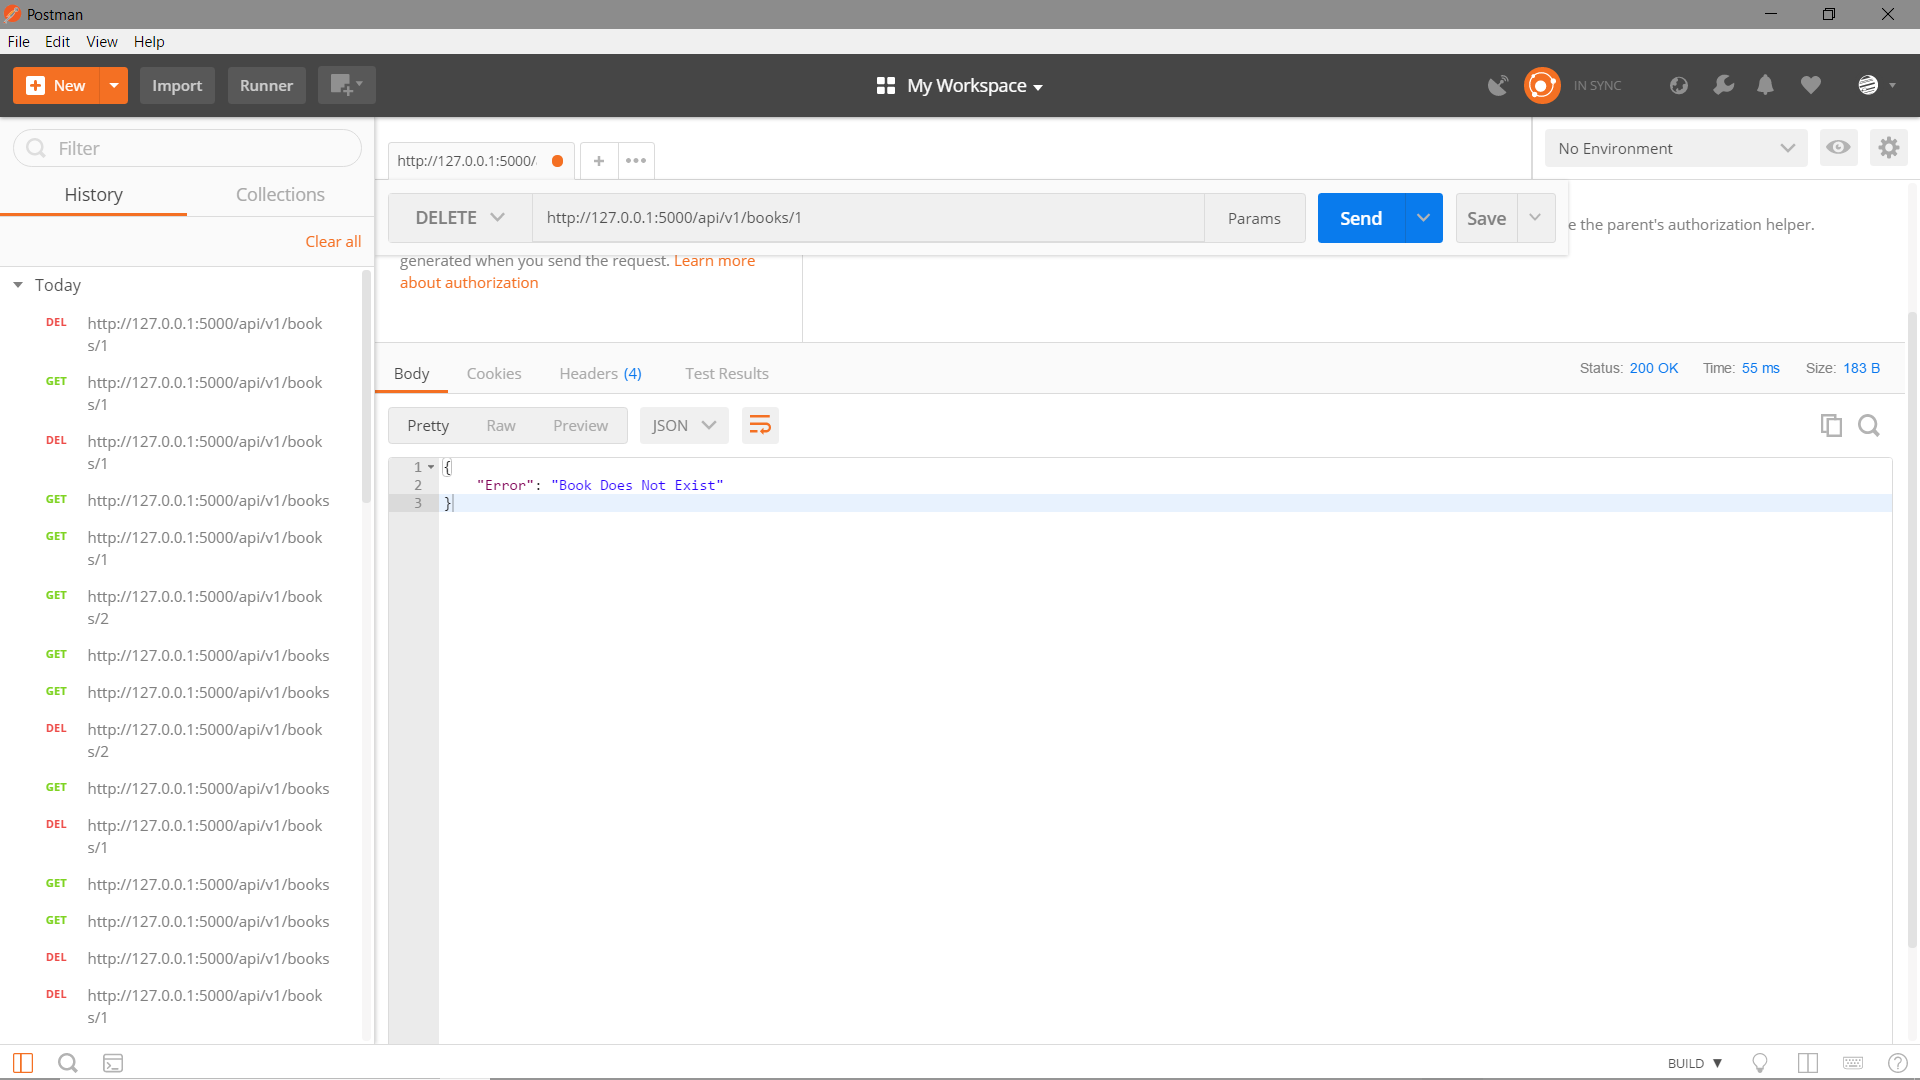 Postman
File Edit View Help
New Import Runner My Workspace IN SYNC
Filter
History Collections
Clear all
Today
DEL http://127.0.0.1:5000/api/v1/book
s/1
GET http://127.0.0.1:5000/api/v1/book
s/1
DEL http://127.0.0.1:5000/api/v1/book
s/1
GET http://127.0.0.1:5000/api/v1/books
GET http://127.0.0.1:5000/api/v1/book
s/1
GET http://127.0.0.1:5000/api/v1/book
s/2
GET http://127.0.0.1:5000/api/v1/books
GET http://127.0.0.1:5000/api/v1/books
DEL http://127.0.0.1:5000/api/v1/book
s/2
GET http://127.0.0.1:5000/api/v1/books
DEL http://127.0.0.1:5000/api/v1/book
s/1
GET http://127.0.0.1:5000/api/v1/books
GET http://127.0.0.1:5000/api/v1/books
DEL http://127.0.0.1:5000/api/v1/books
DEL http://127.0.0.1:5000/api/v1/book
s/1
http://127.0.0.1:5000/ + •••
No Environment
DELETE http://127.0.0.1:5000/api/v1/books/1 Params Send Save
e the parent's authorization helper.
generated when you send the request. Learn more
about authorization
Body Cookies Headers (4) Test Results
Status: 200 OK Time: 55 ms Size: 183 B
Pretty Raw Preview JSON
1 {
2 "Error": "Book Does Not Exist"
3 }
BUILD